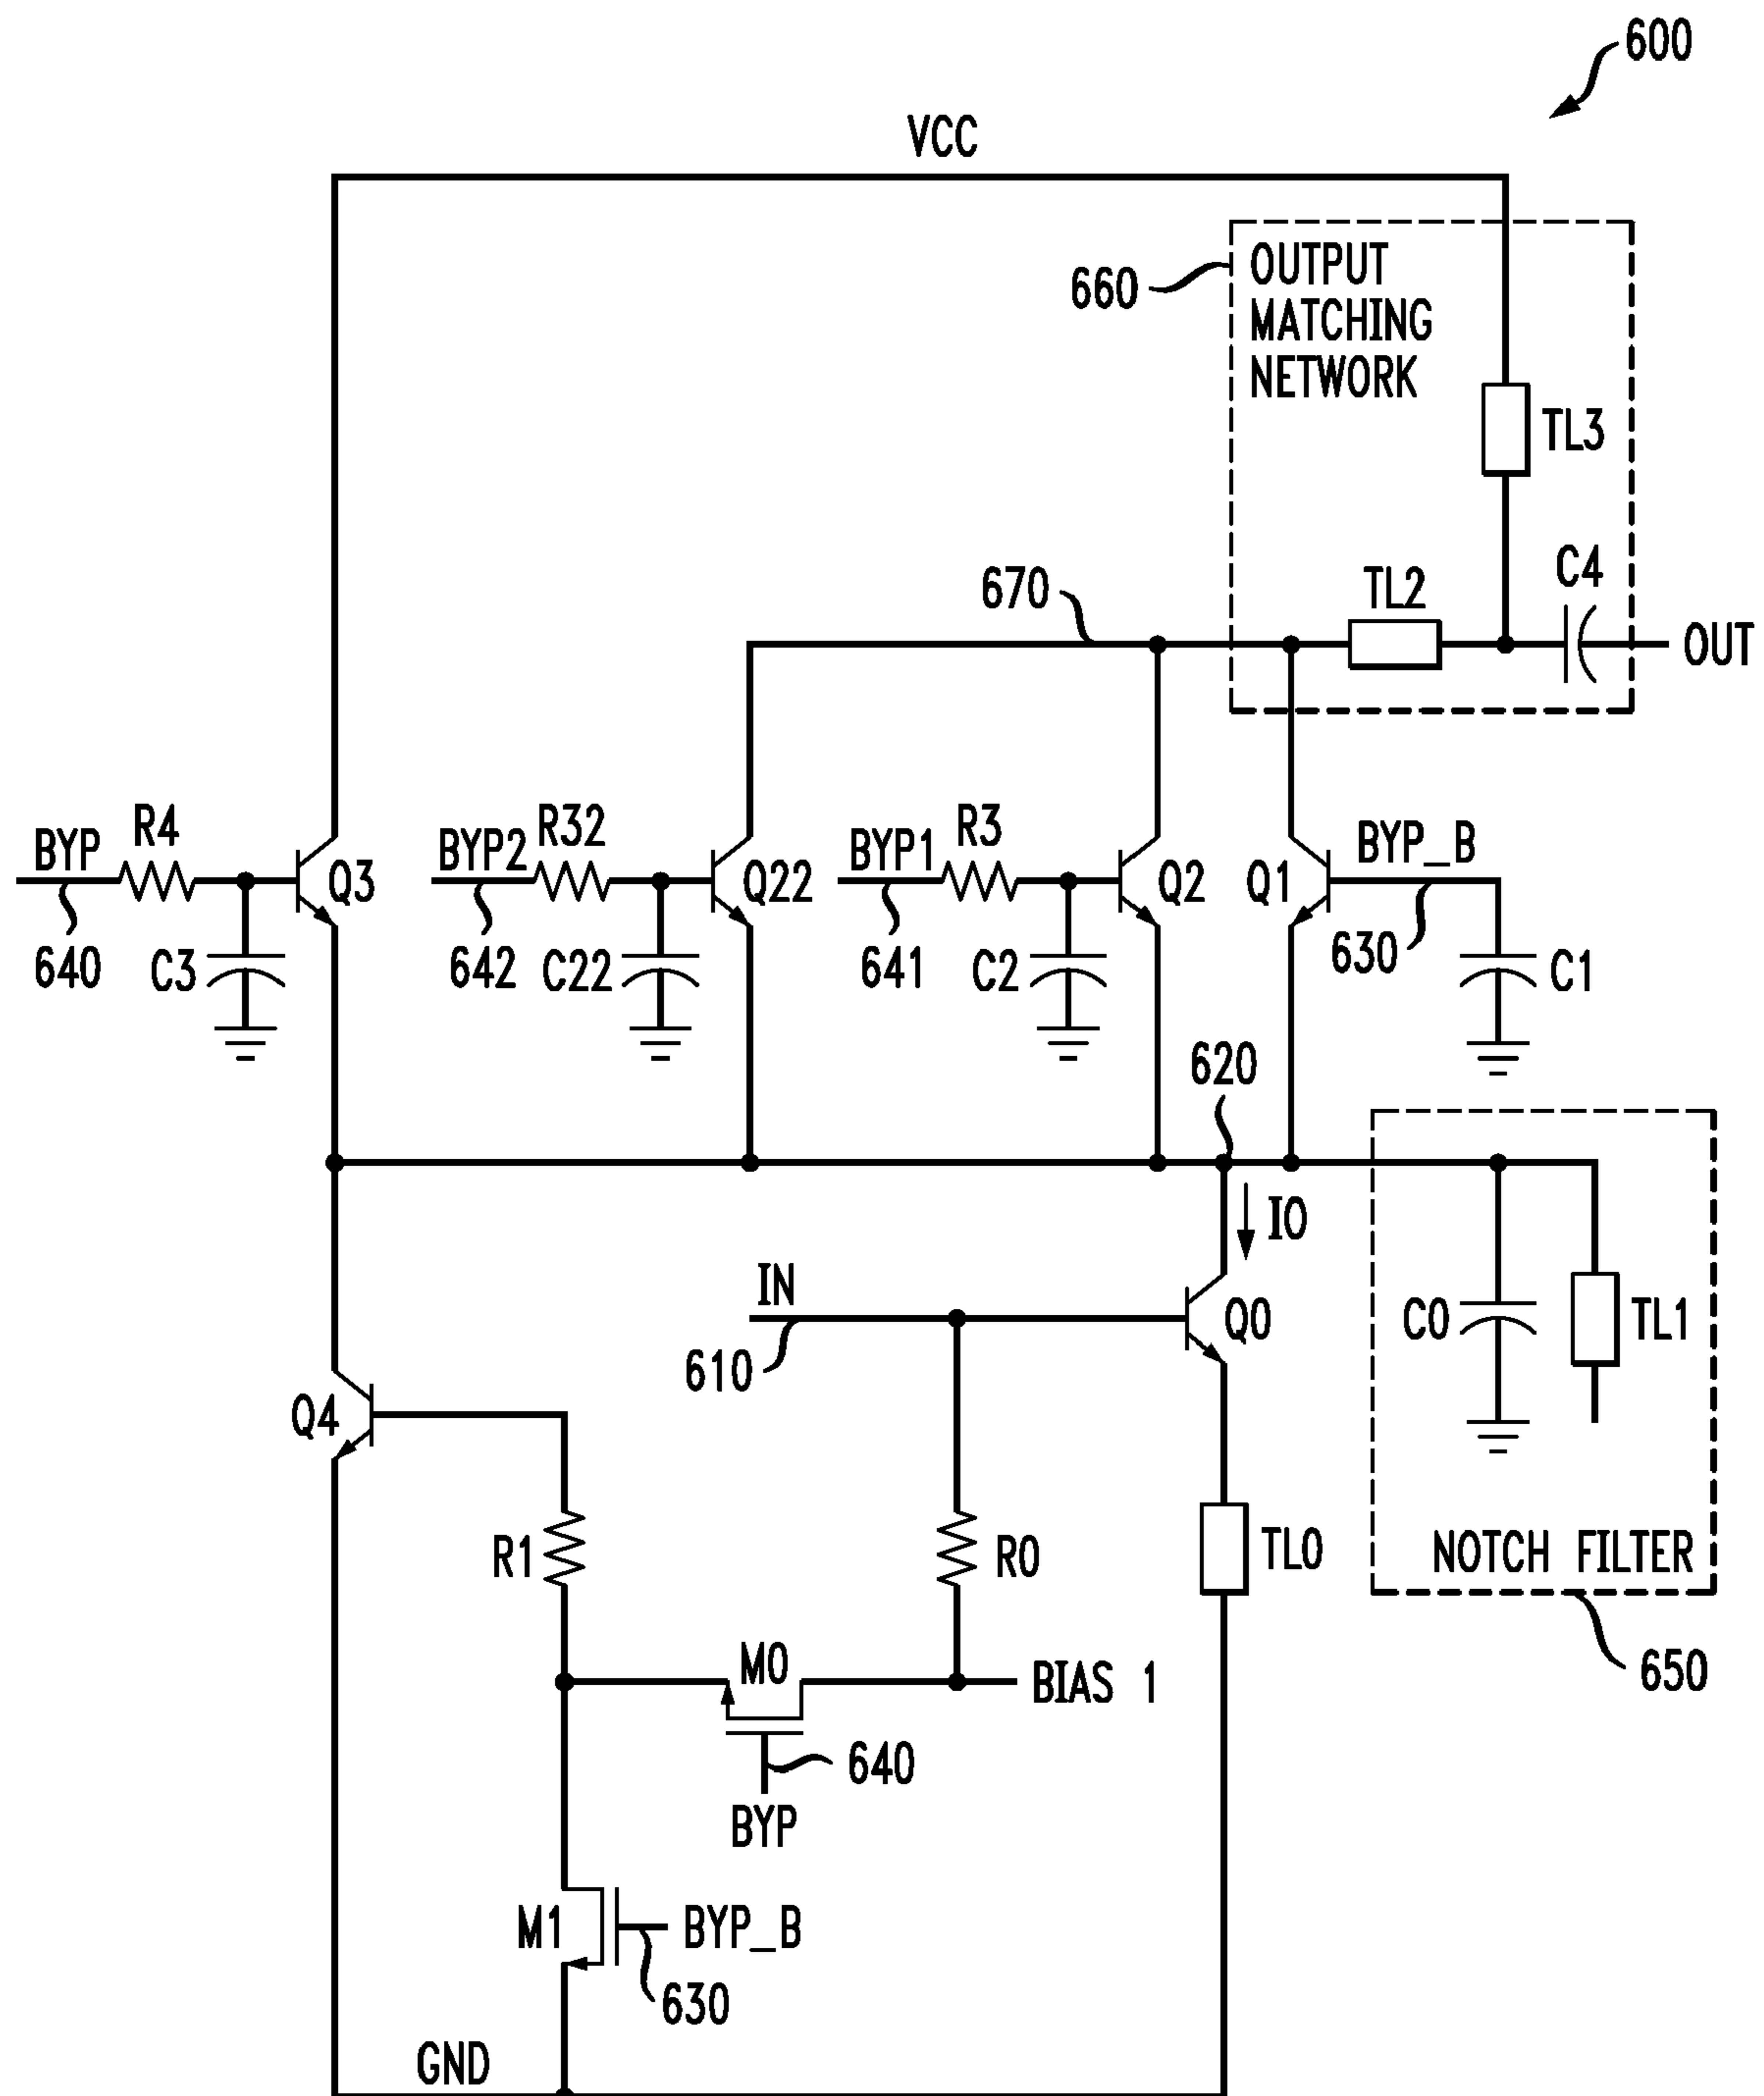 600
VCC
660
OUTPUT
MATCHING
NETWORK
TL3
670
TL2
C4
OUT
BYP
R4
Q3
BYP2
R32
Q22
BYP1
R3
Q2
Q1
BYP_B
640
C3
642
C22
641
C2
630
C1
620
I0
IN
610
Q0
C0
TL1
Q4
R1
R0
TL0
NOTCH FILTER
M0
BIAS 1
650
640
BYP
M1
BYP_B
630
GND